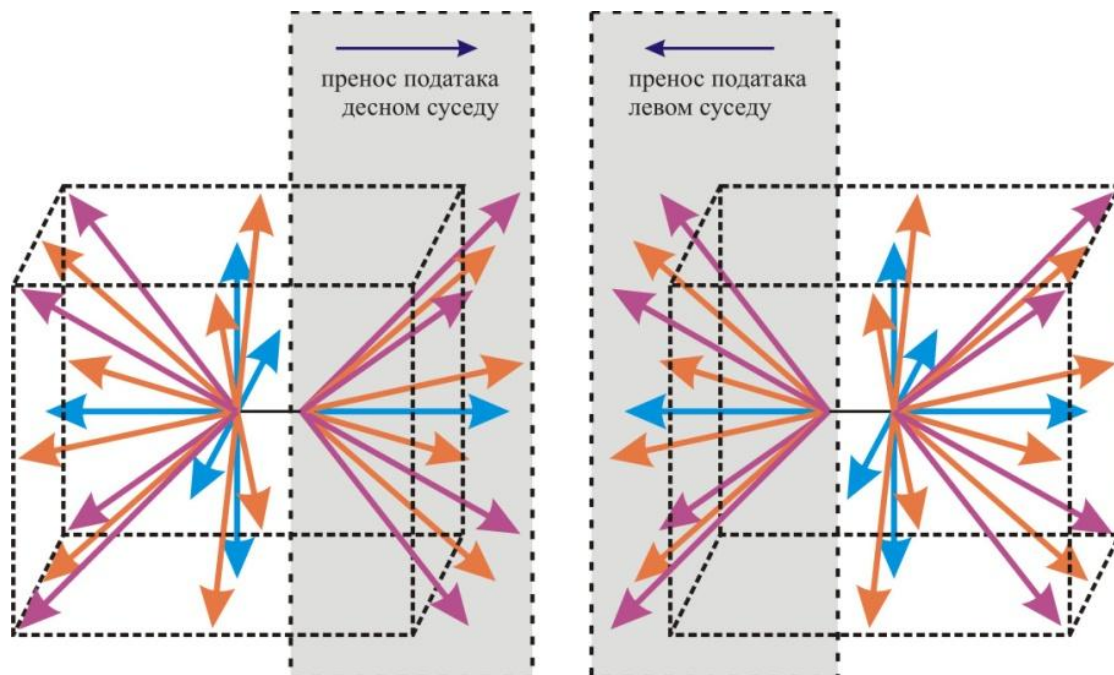 пренос података
десном суседу
пренос података
левом суседу